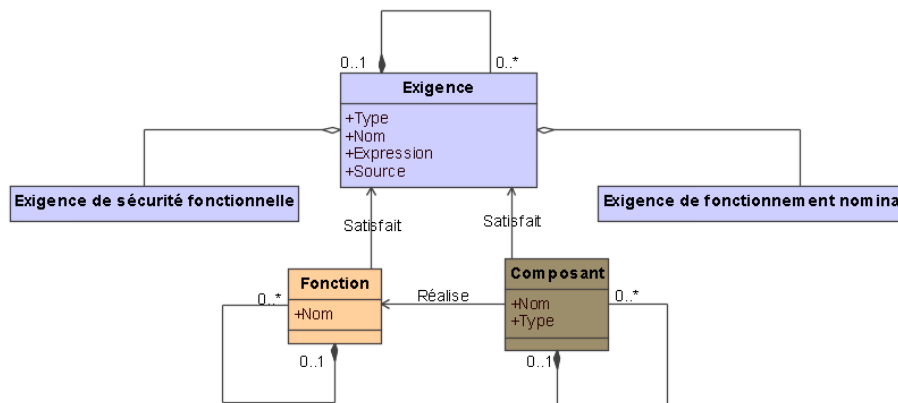 0..1
0..*
Exigence
+Type
+Nom
+Expression
+Source
Exigence de sécurité fonctionnelle
Exigence de fonctionnement nomina
Satisfait
Satisfait
Fonction
+Nom
0..*
0..1
Réalise
Composant
+Nom
+Type
0..*
0..1